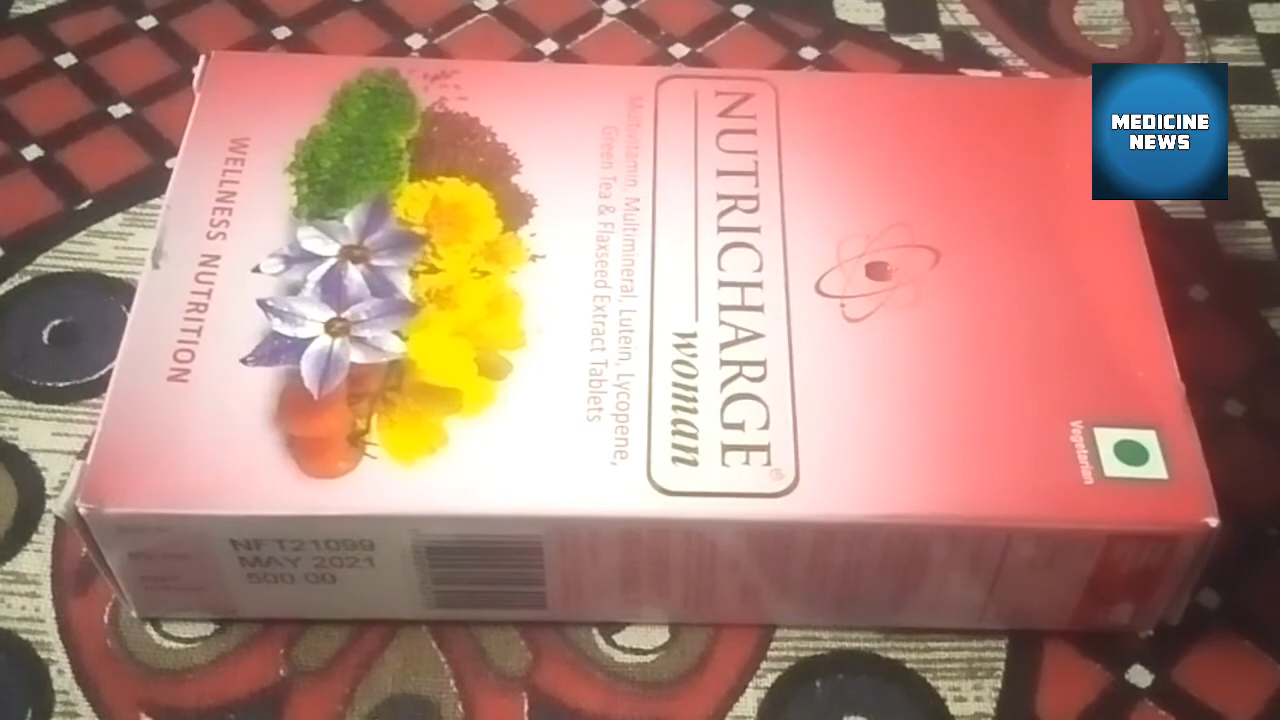 NUTRICHARGE®
woman
Multivitamin, Multimineral, Lutein, Lycopene,
Green Tea & Flaxseed Extract Tablets
WELLNESS NUTRITION
Vegetarian
NFT21099
MAY 2021
500 00
MEDICINE
NEWS